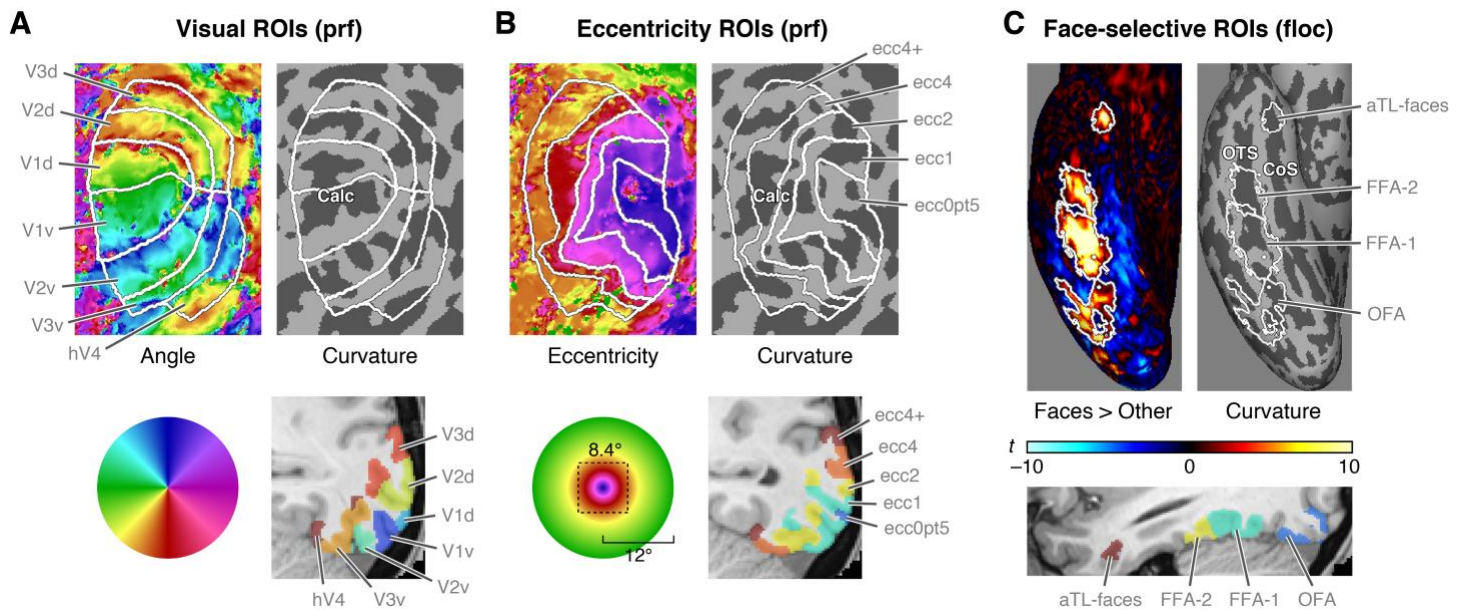 A Visual ROIs (prf)
V3d
V2d
V1d
V1v
V2v
V3v
hV4
Calc
Angle
Curvature
V3d
V2d
V1d
V1v
V2v
V3v
hV4
B Eccentricity ROIs (prf)
ecc4+
ecc4
ecc2
ecc1
ecc0pt5
Calc
Eccentricity
Curvature
8.4°
12°
ecc4+
ecc4
ecc2
ecc1
ecc0pt5
C Face-selective ROIs (floc)
aTL-faces
OTS
CoS
FFA-2
FFA-1
OFA
Faces > Other
Curvature
t
−10 0 10
aTL-faces FFA-2 FFA-1 OFA